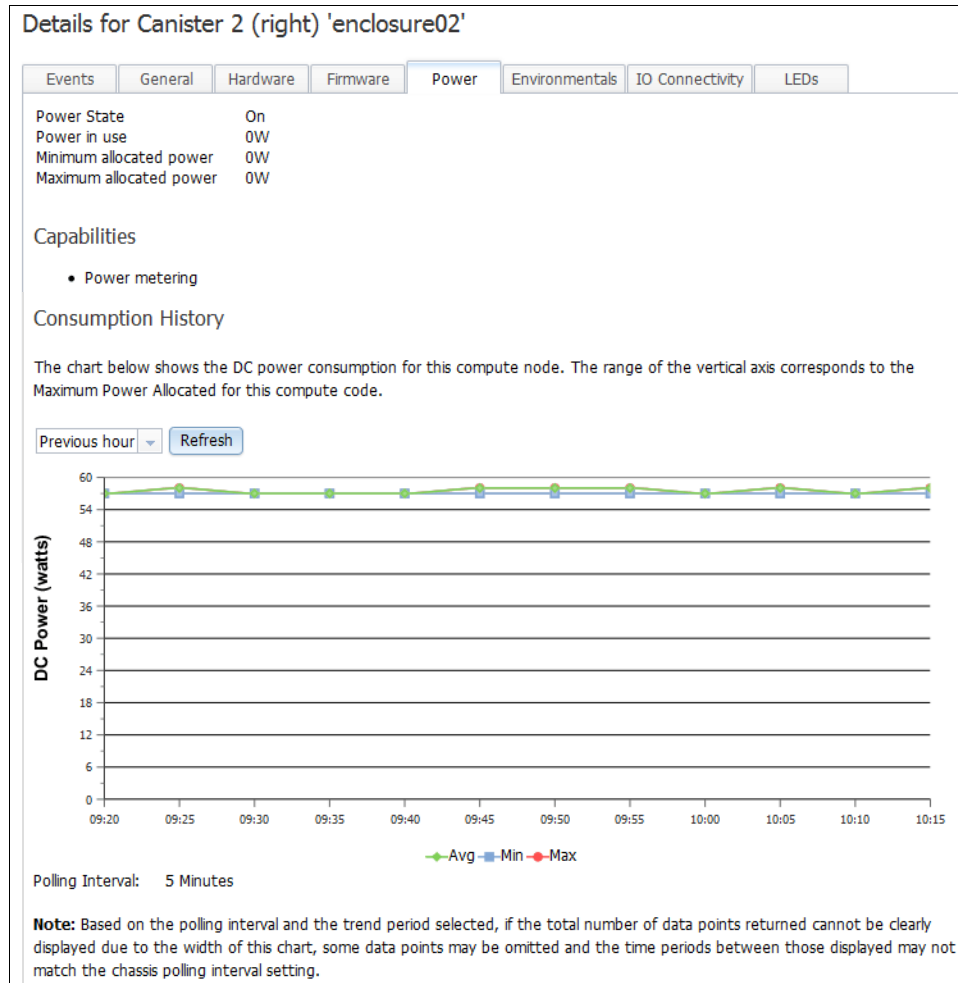 Details for Canister 2 (right) 'enclosure02'
Events General Hardware Firmware Power Environmentals IO Connectivity LEDs
Power State On
Power in use 0W
Minimum allocated power 0W
Maximum allocated power 0W
Capabilities
• Power metering
Consumption History
The chart below shows the DC power consumption for this compute node. The range of the vertical axis corresponds to the
Maximum Power Allocated for this compute code.
Previous hour Refresh
DC Power (watts)
60
54
48
42
36
30
24
18
12
6
0
09:20 09:25 09:30 09:35 09:40 09:45 09:50 09:55 10:00 10:05 10:10 10:15
Avg Min Max
Polling Interval: 5 Minutes
Note: Based on the polling interval and the trend period selected, if the total number of data points returned cannot be clearly
displayed due to the width of this chart, some data points may be omitted and the time periods between those displayed may not
match the chassis polling interval setting.